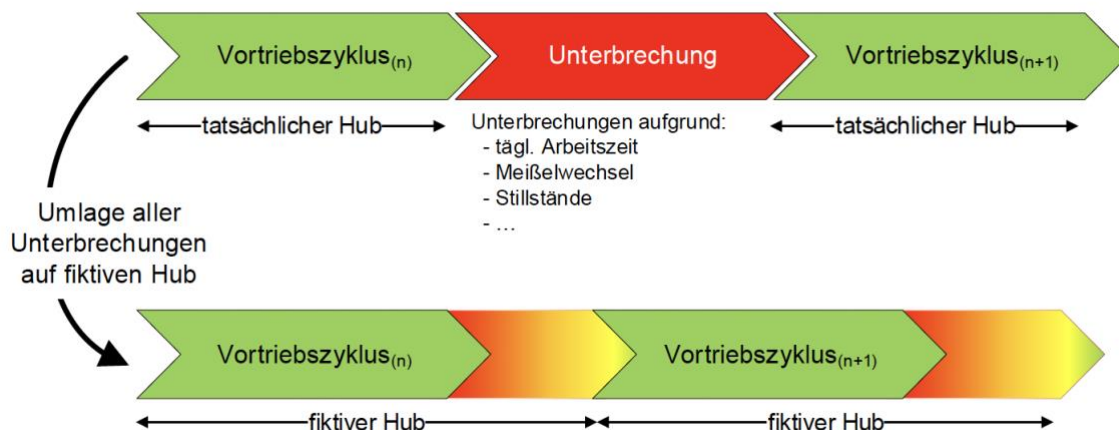 Vortriebszyklus(n)
Unterbrechung
Vortriebszyklus(n+1)
tatsächlicher Hub
Unterbrechungen aufgrund:
- tägl. Arbeitszeit
- Meißelwechsel
- Stillstände
- …
tatsächlicher Hub
Umlage aller
Unterbrechungen
auf fiktiven Hub
Vortriebszyklus(n)
Vortriebszyklus(n+1)
fiktiver Hub
fiktiver Hub